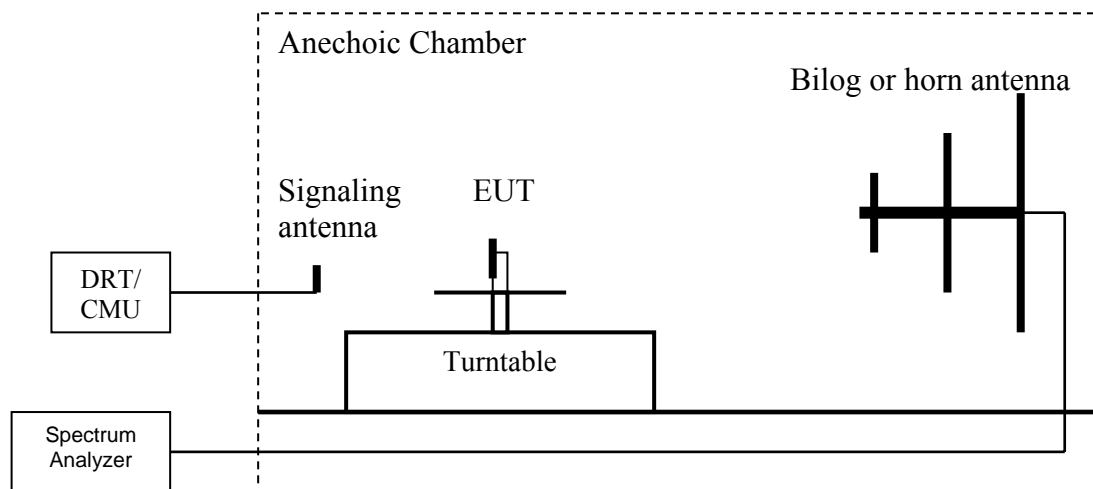 Anechoic Chamber
Bilog or horn antenna
Signaling
antenna
EUT
DRT/
CMU
Turntable
Spectrum
Analyzer